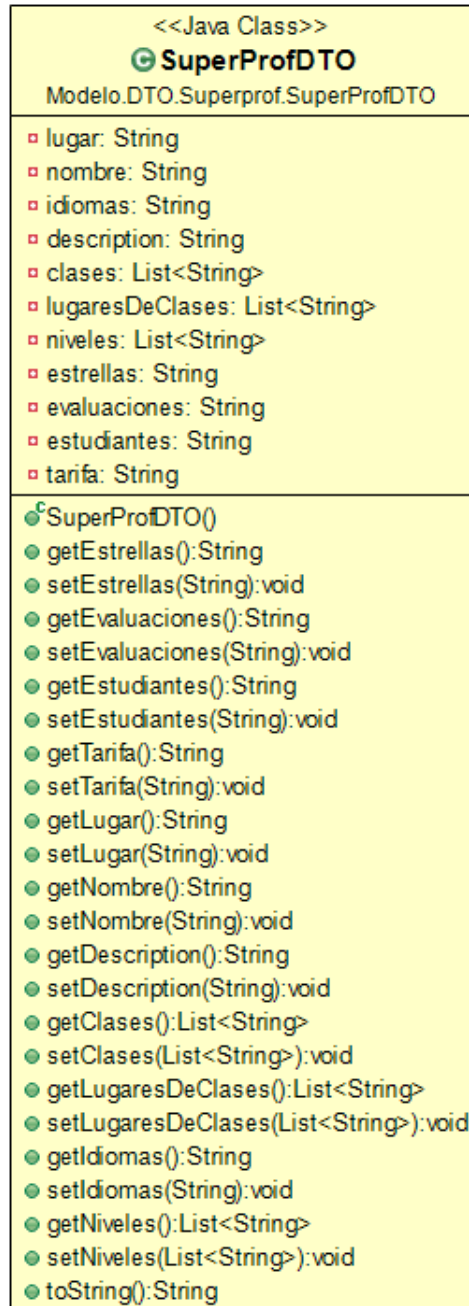 <<Java Class>>
C SuperProfDTO
Modelo.DTO.Superprof.SuperProfDTO
lugar: String
nombre: String
idiomas: String
description: String
clases: List<String>
lugaresDeClases: List<String>
niveles: List<String>
estrellas: String
evaluaciones: String
estudiantes: String
tarifa: String
C SuperProfDTO()
getEstrellas():String
setEstrellas(String):void
getEvaluaciones():String
setEvaluaciones(String):void
getEstudiantes():String
setEstudiantes(String):void
getTarifa():String
setTarifa(String):void
getLugar():String
setLugar(String):void
getNombre():String
setNombre(String):void
getDescription():String
setDescription(String):void
getClases():List<String>
setClases(List<String>):void
getLugaresDeClases():List<String>
setLugaresDeClases(List<String>):void
getIdiomas():String
setIdiomas(String):void
getNiveles():List<String>
setNiveles(List<String>):void
toString():String